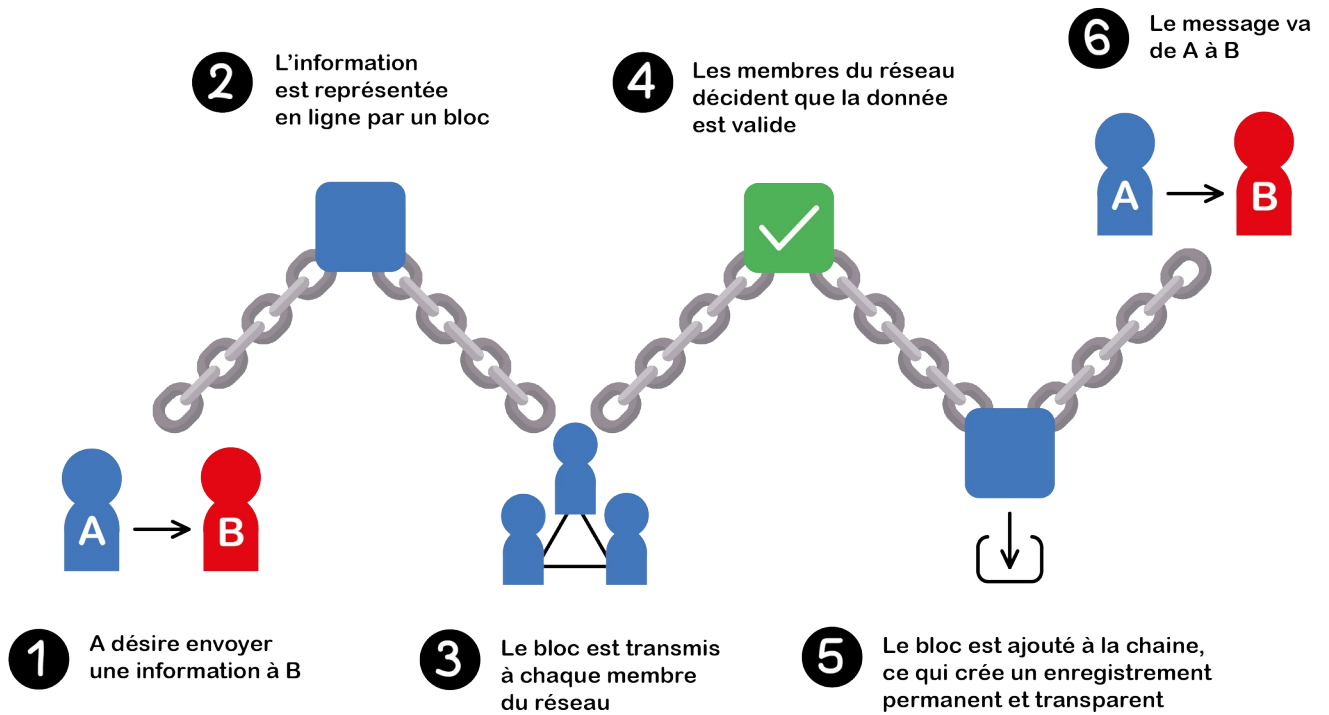 1
A désire envoyer
une information à B
A
B
2
L'information
est représentée
en ligne par un bloc
3
Le bloc est transmis
à chaque membre
du réseau
4
Les membres du réseau
décident que la donnée
est valide
5
Le bloc est ajouté à la chaine,
ce qui crée un enregistrement
permanent et transparent
6
Le message va
de A à B
A
B